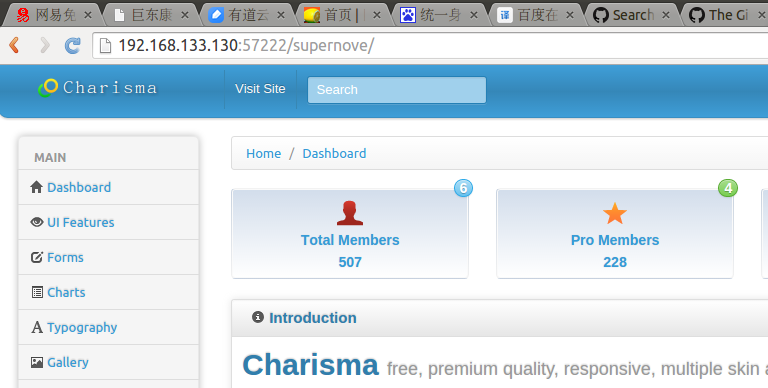 网易免
巨东康
有道云
首页 |
统一身
百度在
Search
The Gi
192.168.133.130:57222/supernove/
Charisma
Visit Site
Search
MAIN
Dashboard
UI Features
Forms
Charts
Typography
Gallery
Home / Dashboard
6
Total Members
507
4
Pro Members
228
Introduction
Charisma free, premium quality, responsive, multiple skin